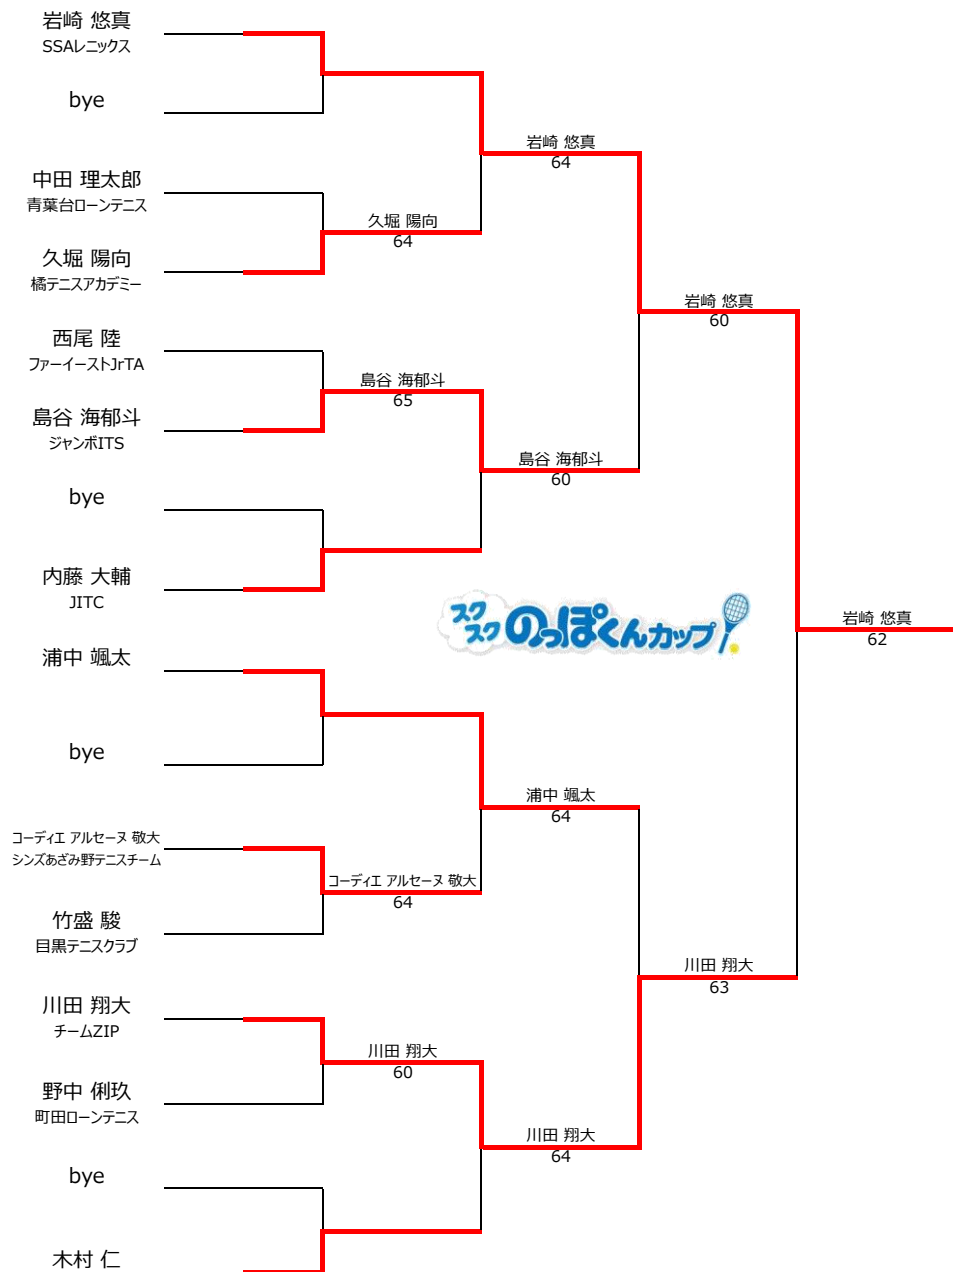 岩崎 悠真
SSAレニックス
bye
中田 理太郎
青葉台ローンテニス
久堀 陽向
橘テニスアカデミー
西尾 陸
ファーイーストJrTA
島谷 海郁斗
ジャンボITS
bye
内藤 大輔
JITC
浦中 颯太
bye
コーディエ アルセーヌ 敬大
シンズあざみ野テニスチーム
竹盛 駿
目黒テニスクラブ
川田 翔大
チームZIP
野中 俐玖
町田ローンテニス
bye
木村 仁
久堀 陽向
64
島谷 海郁斗
65
コーディエ アルセーヌ 敬大
64
川田 翔大
60
岩崎 悠真
64
島谷 海郁斗
60
浦中 颯太
64
川田 翔大
64
岩崎 悠真
60
川田 翔大
63
スクスク のっぽくんカップ
岩崎 悠真
62